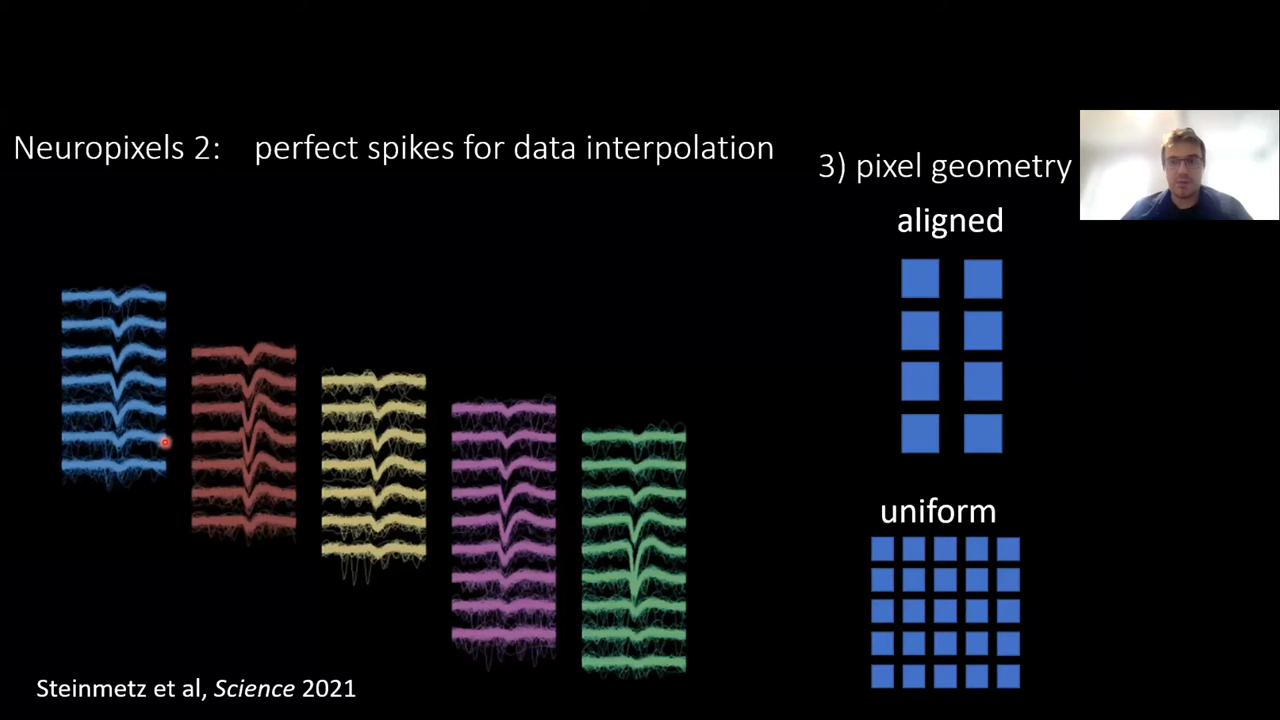 Neuropixels 2: perfect spikes for data interpolation
3) pixel geometry
aligned
uniform
Steinmetz et al, Science 2021